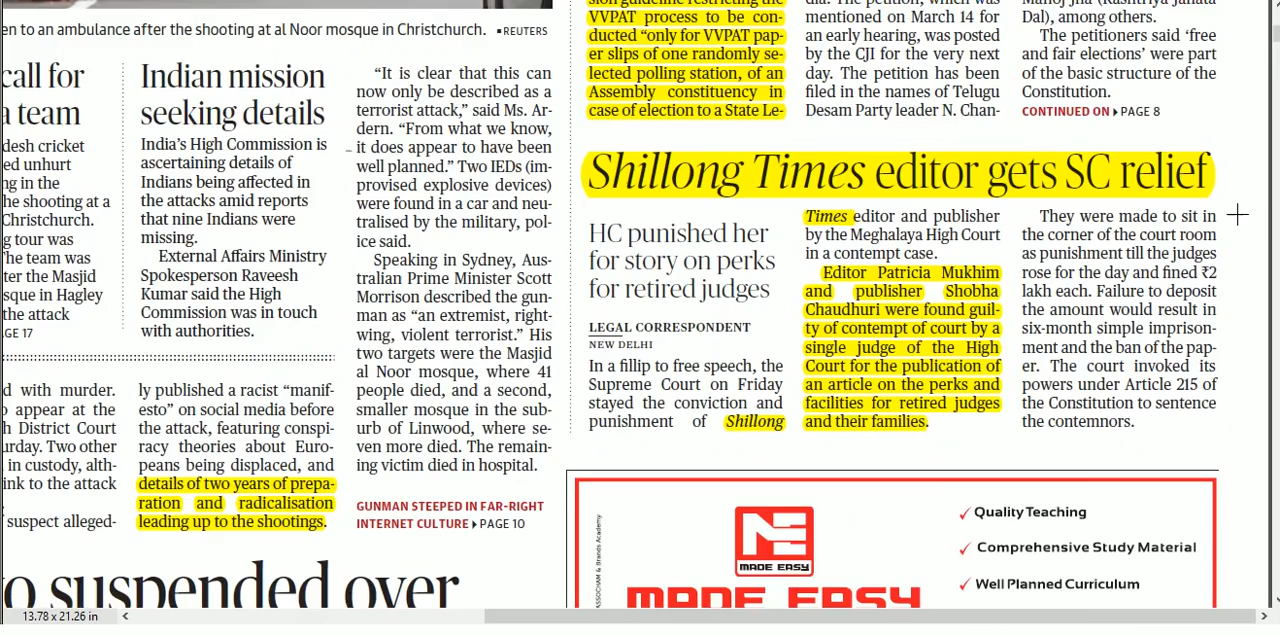 en to an ambulance after the shooting at al Noor mosque in Christchurch. ▪REUTERS
call for
a team
desh cricket
ed unhurt
ng in the
he shooting at a
Christchurch.
g tour was
he team was
ter the Masjid
sque in Hagley
the attack
GE 17
Indian mission
seeking details
India's High Commission is
ascertaining details of
Indians being affected in
the attacks amid reports
that nine Indians were
missing.
External Affairs Ministry
Spokesperson Raveesh
Kumar said the High
Commission was in touch
with authorities.
d with murder.
o appear at the
h District Court
urday. Two other
in custody, alth-
ink to the attack
suspect alleged-
ly published a racist “manif-
esto” on social media before
the attack, featuring conspi-
racy theories about Euro-
peans being displaced, and
details of two years of prepa-
ration and radicalisation
leading up to the shootings.
“It is clear that this can
now only be described as a
terrorist attack,” said Ms. Ar-
dern. “From what we know,
it does appear to have been
well planned.” Two IEDs (im-
provised explosive devices)
were found in a car and neu-
tralised by the military, pol-
ice said.
Speaking in Sydney, Aus-
tralian Prime Minister Scott
Morrison described the gun-
man as “an extremist, right-
wing, violent terrorist.” His
two targets were the Masjid
al Noor mosque, where 41
people died, and a second,
smaller mosque in the sub-
urb of Linwood, where se-
ven more died. The remain-
ing victim died in hospital.
GUNMAN STEEPED IN FAR-RIGHT
INTERNET CULTURE ▸ PAGE 10
o suspended over
sion guideline restricting the
VVPAT process to be con-
ducted “only for VVPAT pap-
er slips of one randomly se-
lected polling station, of an
Assembly constituency in
case of election to a State Le-
dia. The petition, which was
mentioned on March 14 for
an early hearing, was posted
by the CJI for the very next
day. The petition has been
filed in the names of Telugu
Desam Party leader N. Chan-
Manoj Jha (Rashtriya Janata
Dal), among others.
The petitioners said ‘free
and fair elections’ were part
of the basic structure of the
Constitution.
CONTINUED ON ▸ PAGE 8
Shillong Times editor gets SC relief
HC punished her
for story on perks
for retired judges
LEGAL CORRESPONDENT
NEW DELHI
In a fillip to free speech, the
Supreme Court on Friday
stayed the conviction and
punishment of Shillong
Times editor and publisher
by the Meghalaya High Court
in a contempt case.
Editor Patricia Mukhim
and publisher Shobha
Chaudhuri were found guil-
ty of contempt of court by a
single judge of the High
Court for the publication of
an article on the perks and
facilities for retired judges
and their families.
They were made to sit in
the corner of the court room
as punishment till the judges
rose for the day and fined ₹2
lakh each. Failure to deposit
the amount would result in
six-month simple imprison-
ment and the ban of the pap-
er. The court invoked its
powers under Article 215 of
the Constitution to sentence
the contemnors.
ASSOCHAM & Brands Academy
NE
MADE EASY
MADE EASY
✓ Quality Teaching
✓ Comprehensive Study Material
✓ Well Planned Curriculum
13.78 x 21.26 in